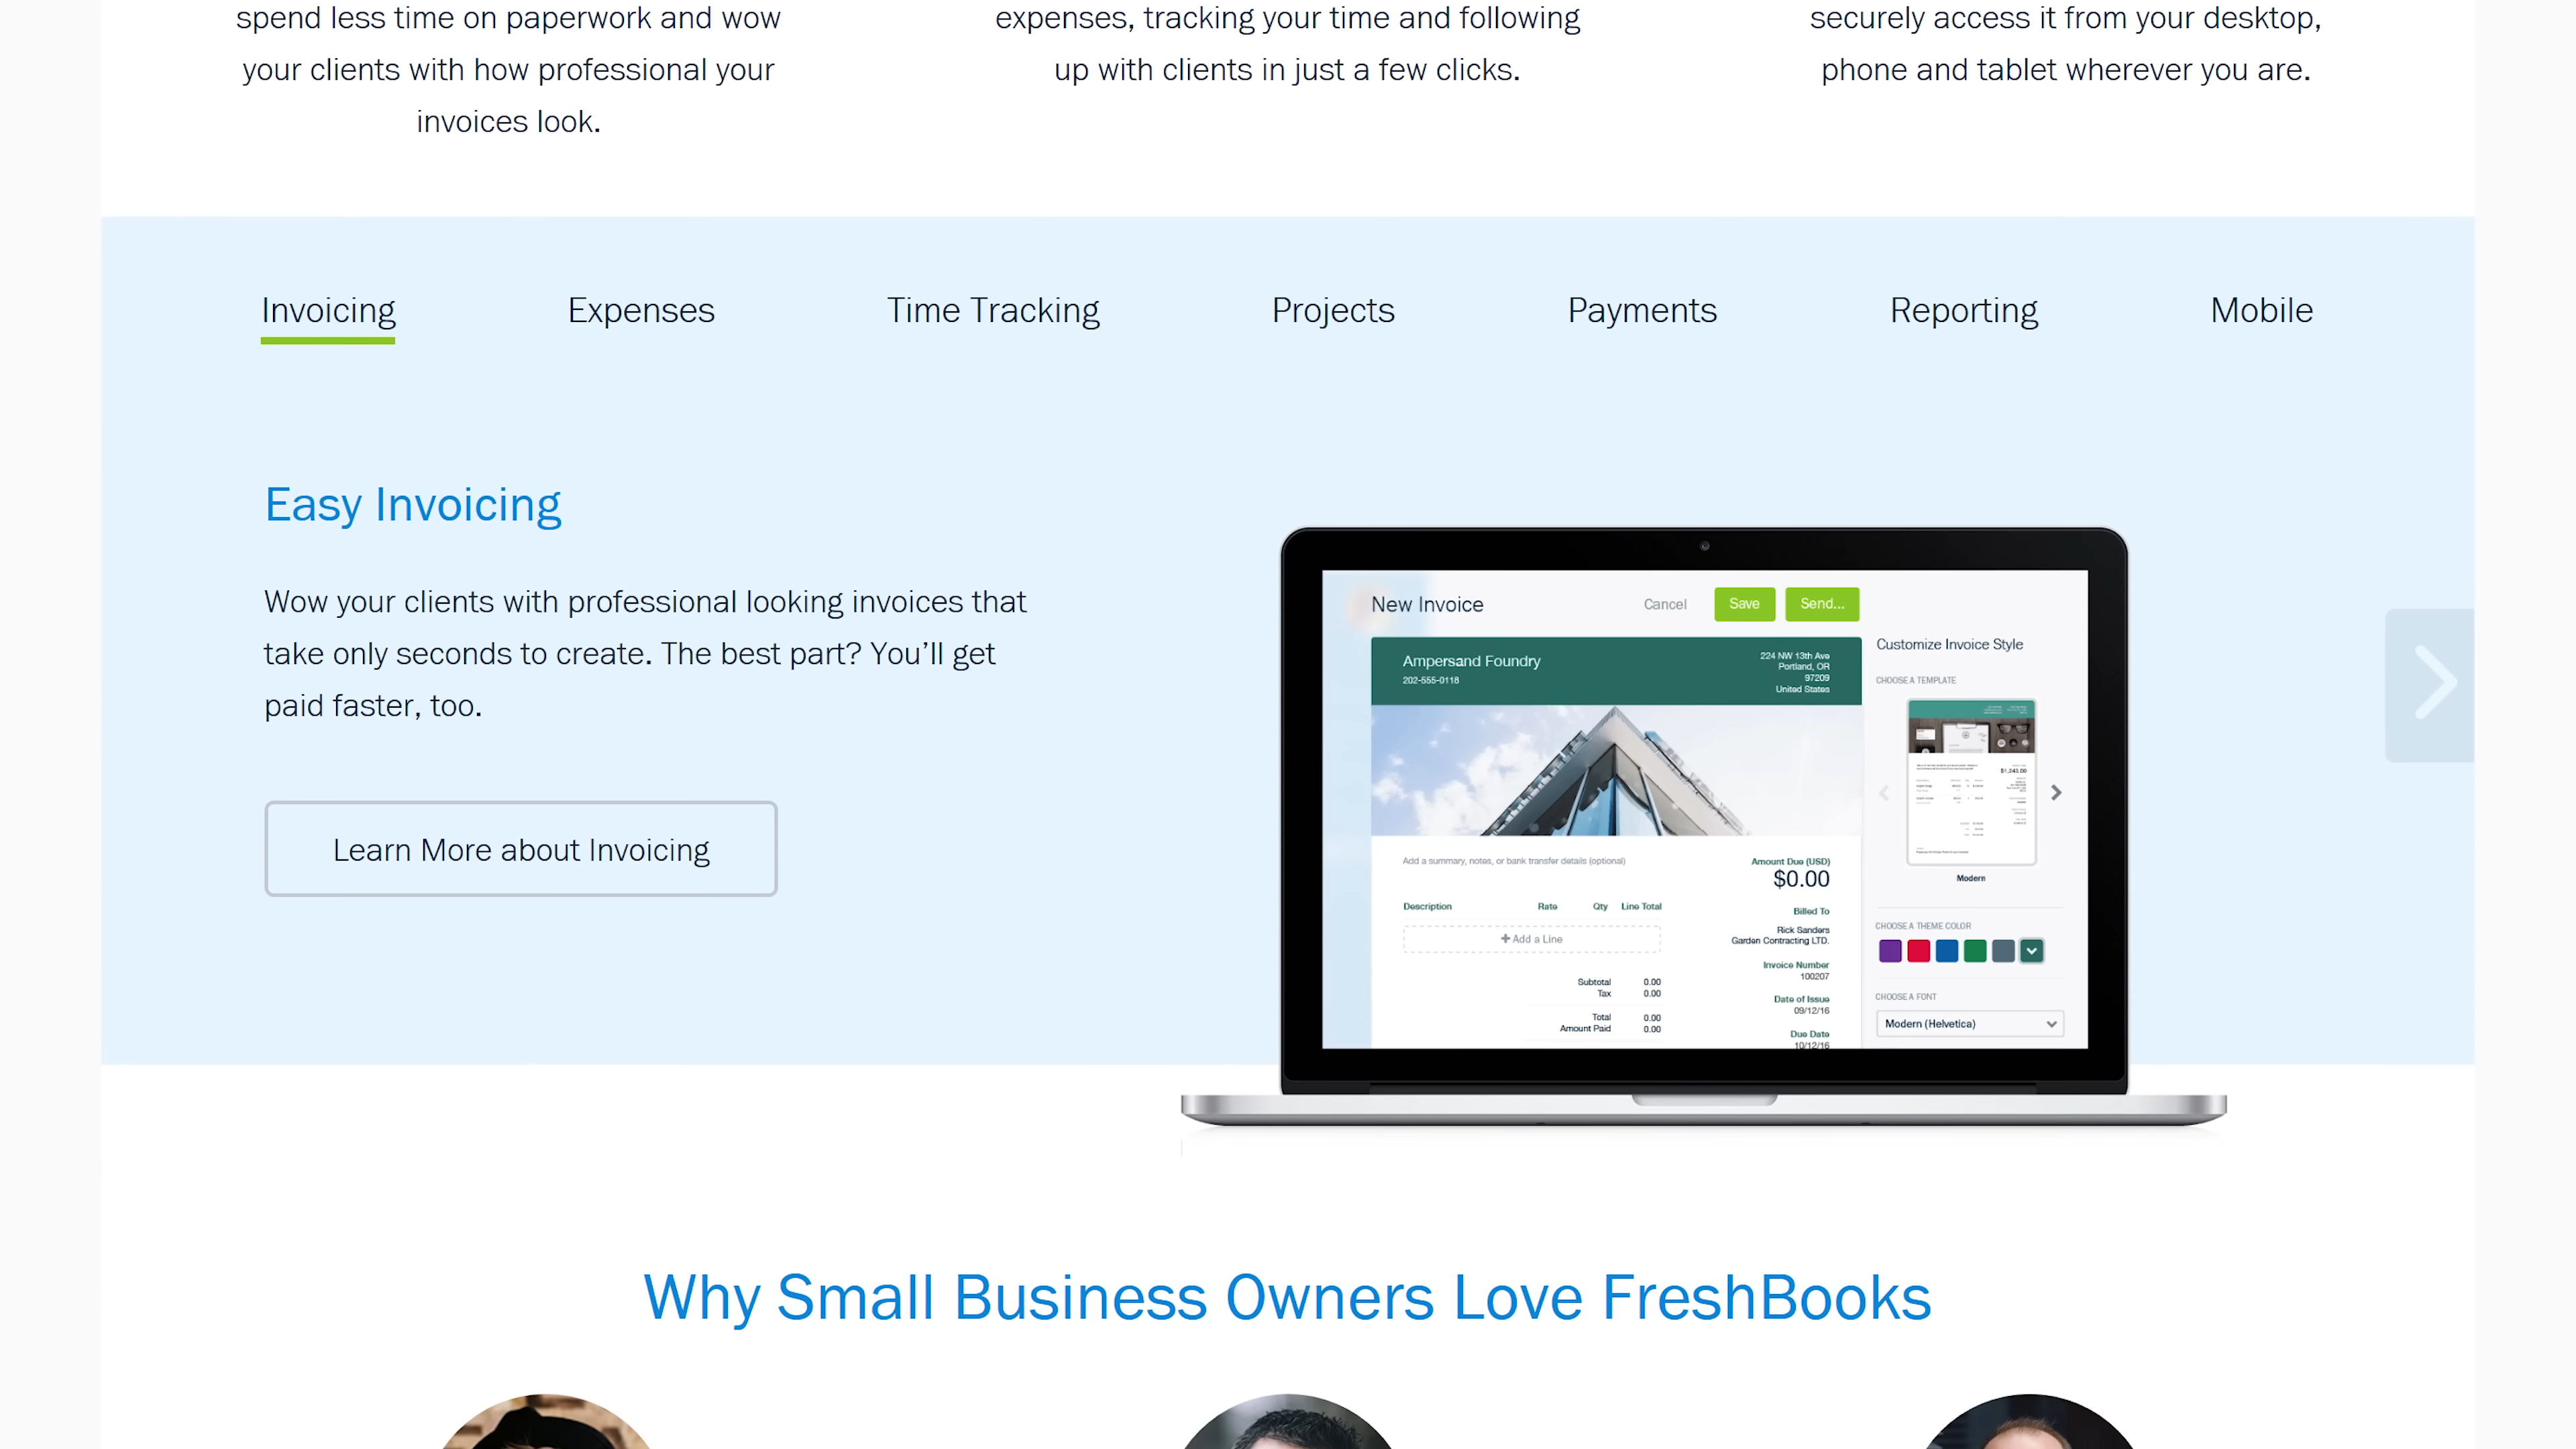 spend less time on paperwork and wow
your clients with how professional your
invoices look.
expenses, tracking your time and following
up with clients in just a few clicks.
securely access it from your desktop,
phone and tablet wherever you are.
Invoicing
Expenses
Time Tracking
Projects
Payments
Reporting
Mobile
Easy Invoicing
Wow your clients with professional looking invoices that
take only seconds to create. The best part? You’ll get
paid faster, too.
Learn More about Invoicing
New Invoice
Cancel
Save
Send...
Ampersand Foundry
202-555-0118
224 NW 13th Ave
Portland, OR
97209
United States
Add a summary, notes, or bank transfer details (optional)
Amount Due (USD)
$0.00
Description Rate Qty Line Total
+ Add a Line
Billed To
Rick Sanders
Garden Contracting LTD.
Invoice Number
100207
Date of Issue
09/12/16
Due Date
10/12/16
Subtotal 0.00
Tax 0.00
Total 0.00
Amount Paid 0.00
Customize Invoice Style
CHOOSE A TEMPLATE
$1,243.00
Modern
CHOOSE A THEME COLOR
CHOOSE A FONT
Modern (Helvetica)
Why Small Business Owners Love FreshBooks